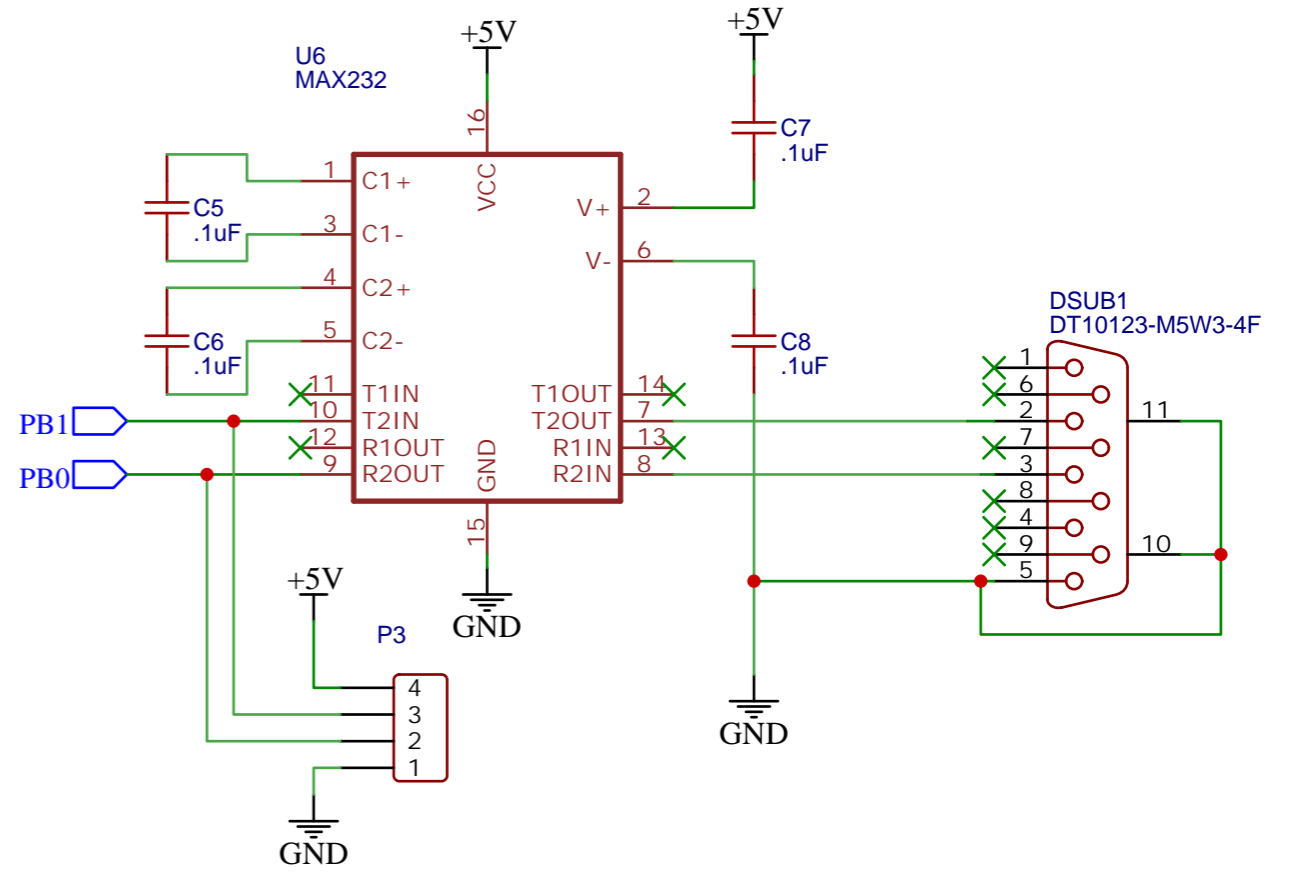 +5V
+5V
U6
MAX232
16
C7
.1uF
1
C1+
VCC
2
V+
C5
.1uF
3
C1-
6
V-
4
C2+
5
C2-
C6
.1uF
C8
.1uF
DSUB1
DT10123-M5W3-4F
11
T1IN
T1OUT
14
PB1
10
T2IN
T2OUT
7
12
R1OUT
R1IN
13
PB0
9
R2OUT
GND
R2IN
8
15
GND
1
6
2
11
7
3
8
4
9
10
5
+5V
P3
4
3
2
1
GND
GND